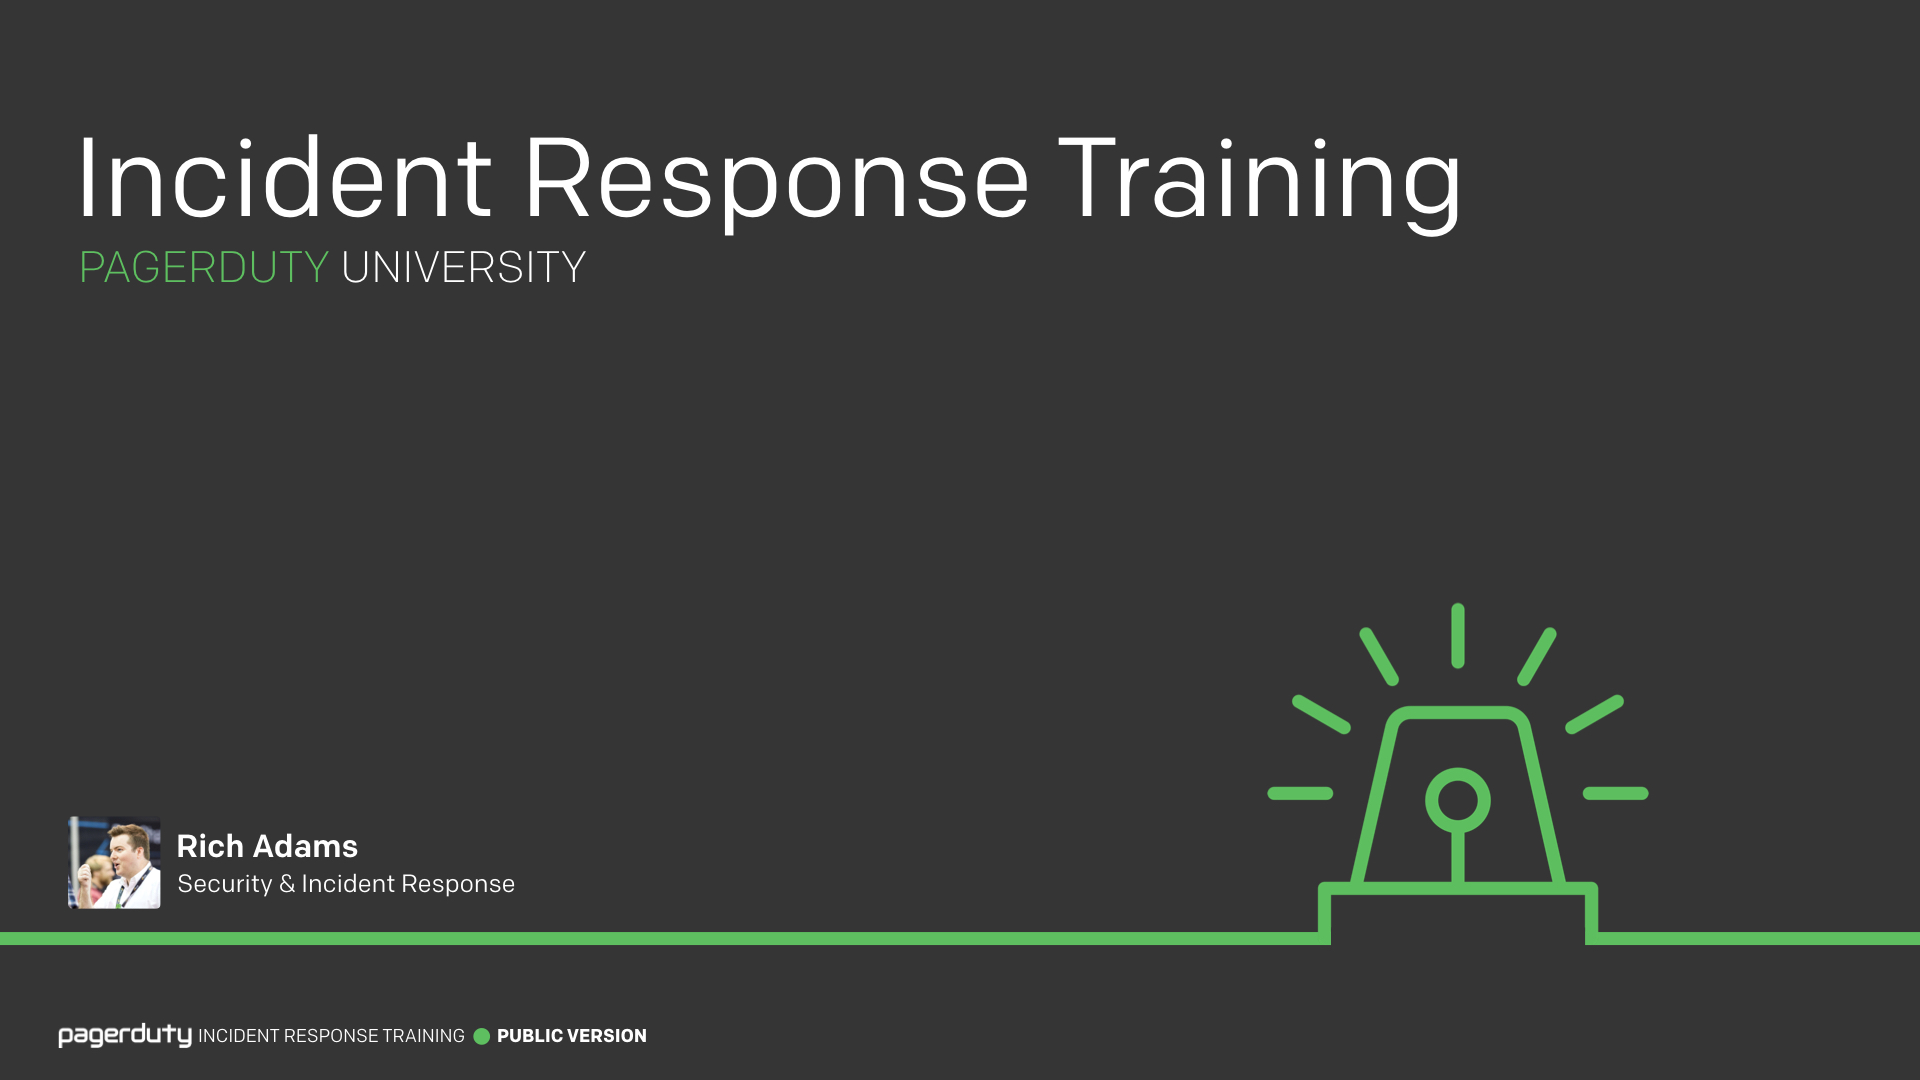 Incident Response Training
PAGERDUTY UNIVERSITY
Rich Adams
Security & Incident Response
pagerduty INCIDENT RESPONSE TRAINING PUBLIC VERSION